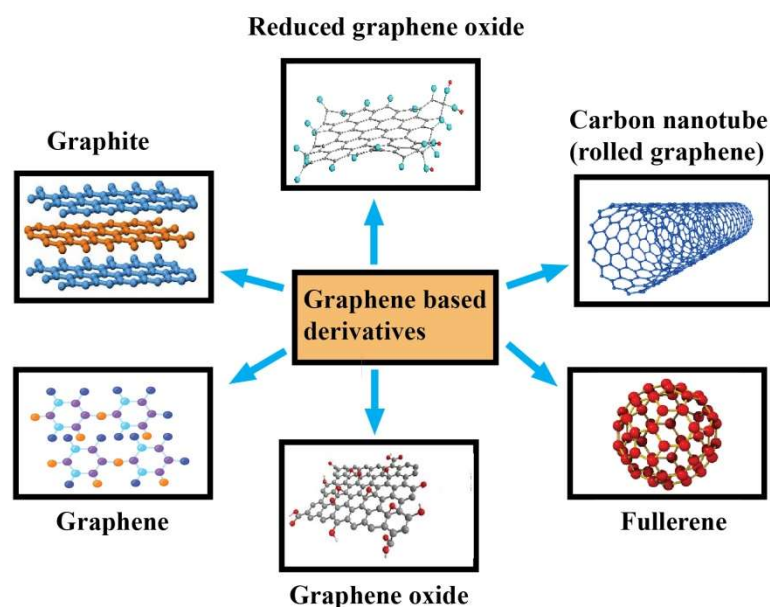 Reduced graphene oxide
Graphite
Carbon nanotube
(rolled graphene)
Graphene based
derivatives
Graphene
Graphene oxide
Fullerene